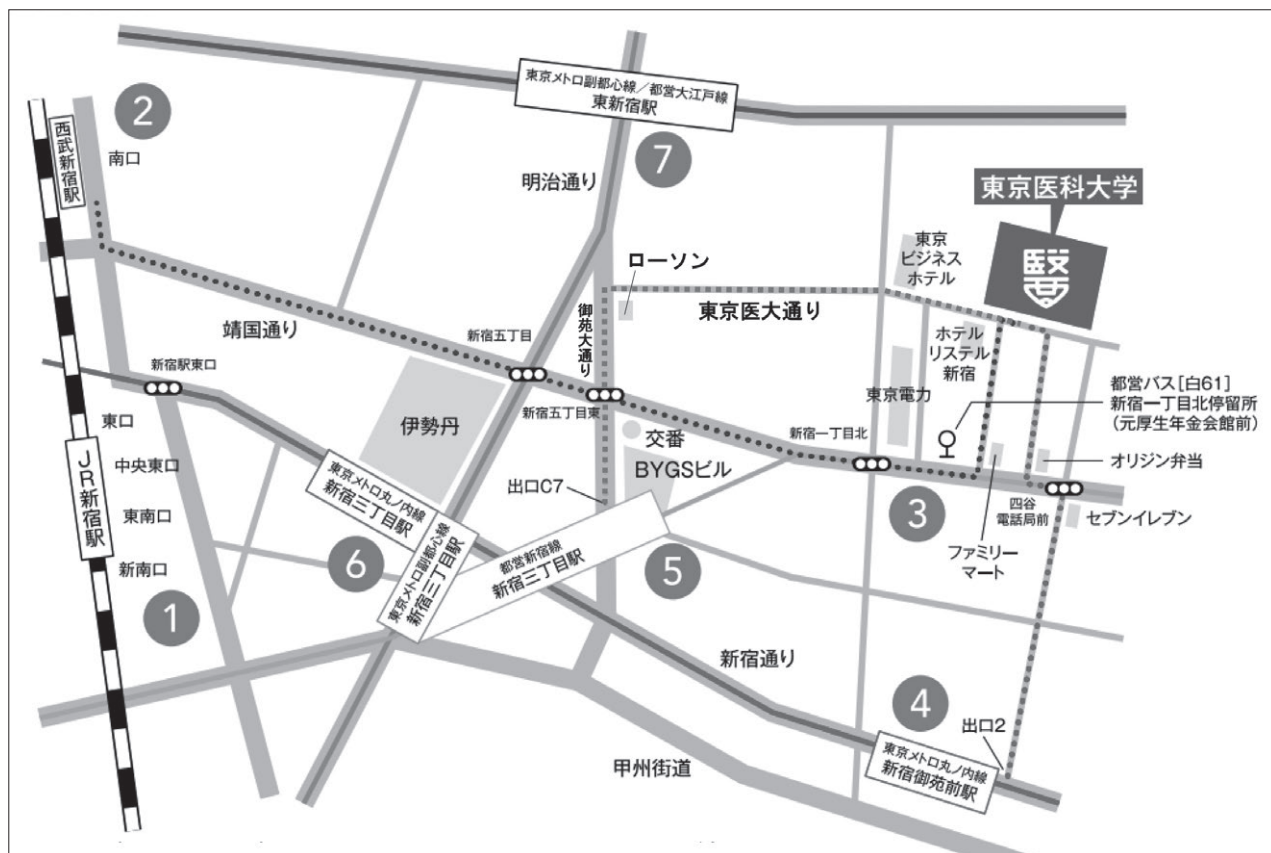 東京メトロ副都心線／都営大江戸線
東新宿駅
2
西武新宿駅
南口
7
明治通り
東京医科大学
醫
東京
ビジネス
ホテル
ローソン
御苑大通り
東京医大通り
靖国通り
新宿五丁目
ホテル
リステル
新宿
新宿駅東口
新宿五丁目東
東京電力
都営バス[白61]
新宿一丁目北停留所
(元厚生年金会館前)
東口
伊勢丹
交番
新宿一丁目北
JR新宿駅
中央東口
BYGSビル
オリジン弁当
東京メトロ丸ノ内線
新宿三丁目駅
出口C7
東南口
3
四谷
電話局前
セブンイレブン
ファミリー
マート
新南口
6
東京メトロ副都心線
新宿三丁目駅
都営新宿線
新宿三丁目駅
5
1
新宿通り
4
出口2
甲州街道
東京メトロ丸ノ内線
新宿御苑前駅